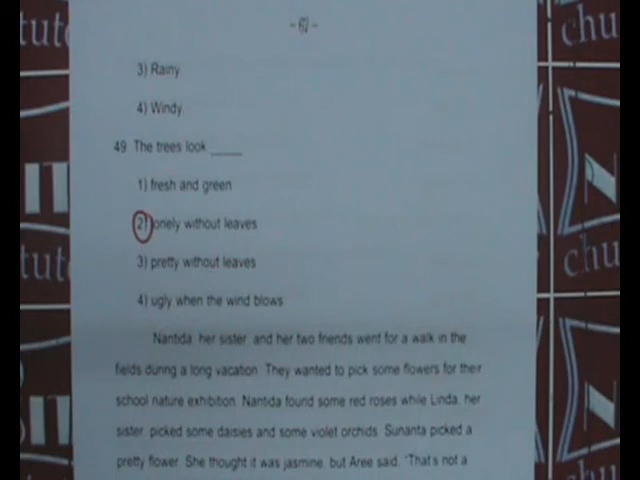 - 67 -
3) Rainy
4) Windy
49 The trees look _____
1) fresh and green
2) lonely without leaves
3) pretty without leaves
4) ugly when the wind blows
Nantida, her sister, and her two friends went for a walk in the
fields during a long vacation. They wanted to pick some flowers for their
school nature exhibition. Nantida found some red roses while Linda, her
sister, picked some daisies and some violet orchids. Sunanta picked a
pretty flower. She thought it was jasmine, but Aree said, "That's not a